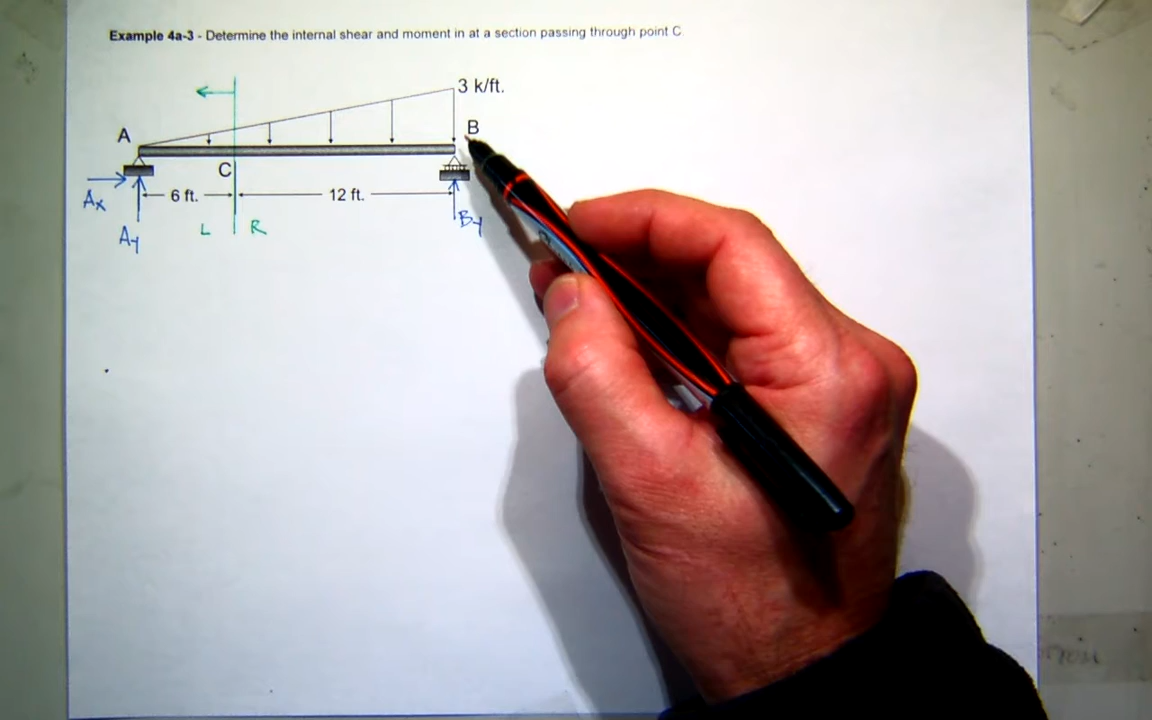 Example 4a-3 - Determine the internal shear and moment in at a section passing through point C.
3 k/ft.
A
B
C
6 ft.
12 ft.
Ax
Ay
L
R
By